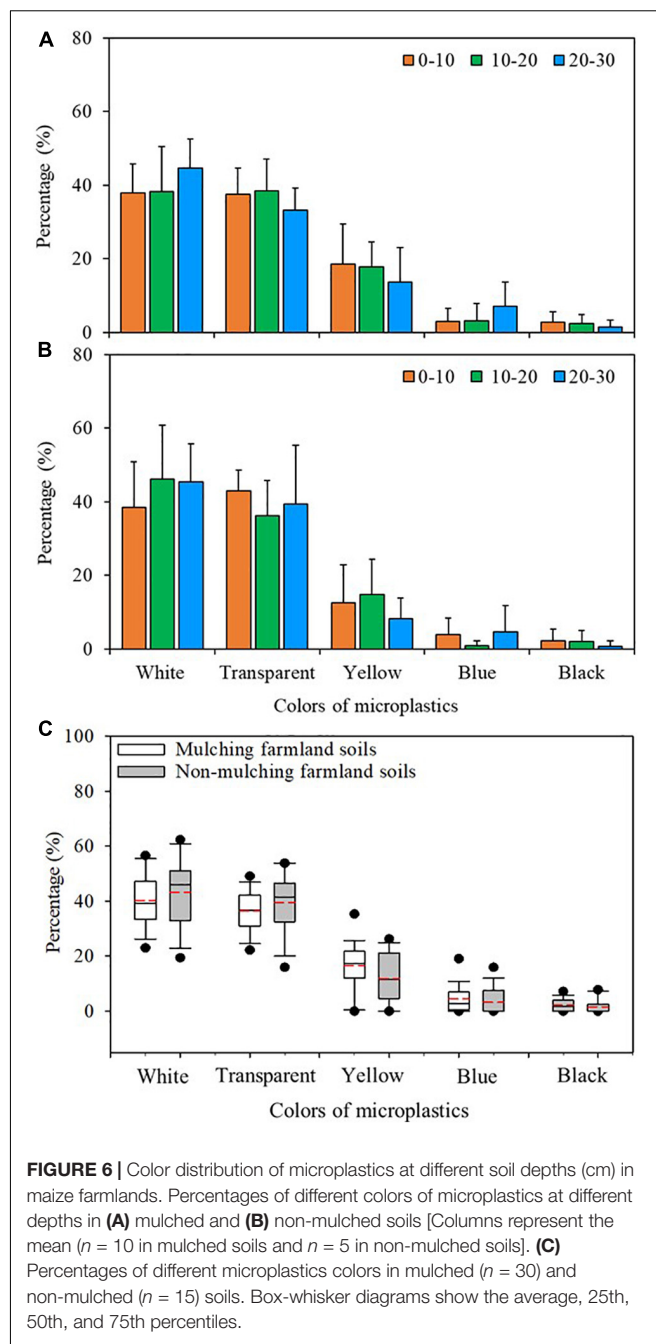 A
80
60
40
20
0
Percentage (%)
0-10 10-20 20-30
B
80
60
40
20
0
Percentage (%)
0-10 10-20 20-30
White Transparent Yellow Blue Black
Colors of microplastics
C
100
80
60
40
20
0
Percentage (%)
Mulching farmland soils
Non-mulching farmland soils
White Transparent Yellow Blue Black
Colors of microplastics
FIGURE 6 | Color distribution of microplastics at different soil depths (cm) in
maize farmlands. Percentages of different colors of microplastics at different
depths in (A) mulched and (B) non-mulched soils [Columns represent the
mean (n = 10 in mulched soils and n = 5 in non-mulched soils]. (C)
Percentages of different microplastics colors in mulched (n = 30) and
non-mulched (n = 15) soils. Box-whisker diagrams show the average, 25th,
50th, and 75th percentiles.